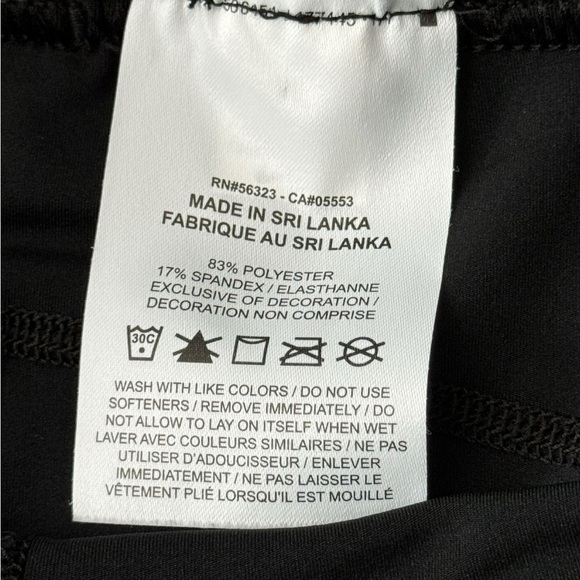 RN#56323 - CA#05553
MADE IN SRI LANKA
FABRIQUE AU SRI LANKA
83% POLYESTER
17% SPANDEX / ELASTHANNE
EXCLUSIVE OF DECORATION /
DECORATION NON COMPRISE
30C
WASH WITH LIKE COLORS / DO NOT USE
SOFTENERS / REMOVE IMMEDIATELY / DO
NOT ALLOW TO LAY ON ITSELF WHEN WET
LAVER AVEC COULEURS SIMILAIRES / NE PAS
UTILISER D'ADOUCISSEUR / ENLEVER
IMMEDIATEMENT / NE PAS LAISSER LE
VÊTEMENT PLIÉ LORSQU'IL EST MOUILLÉ